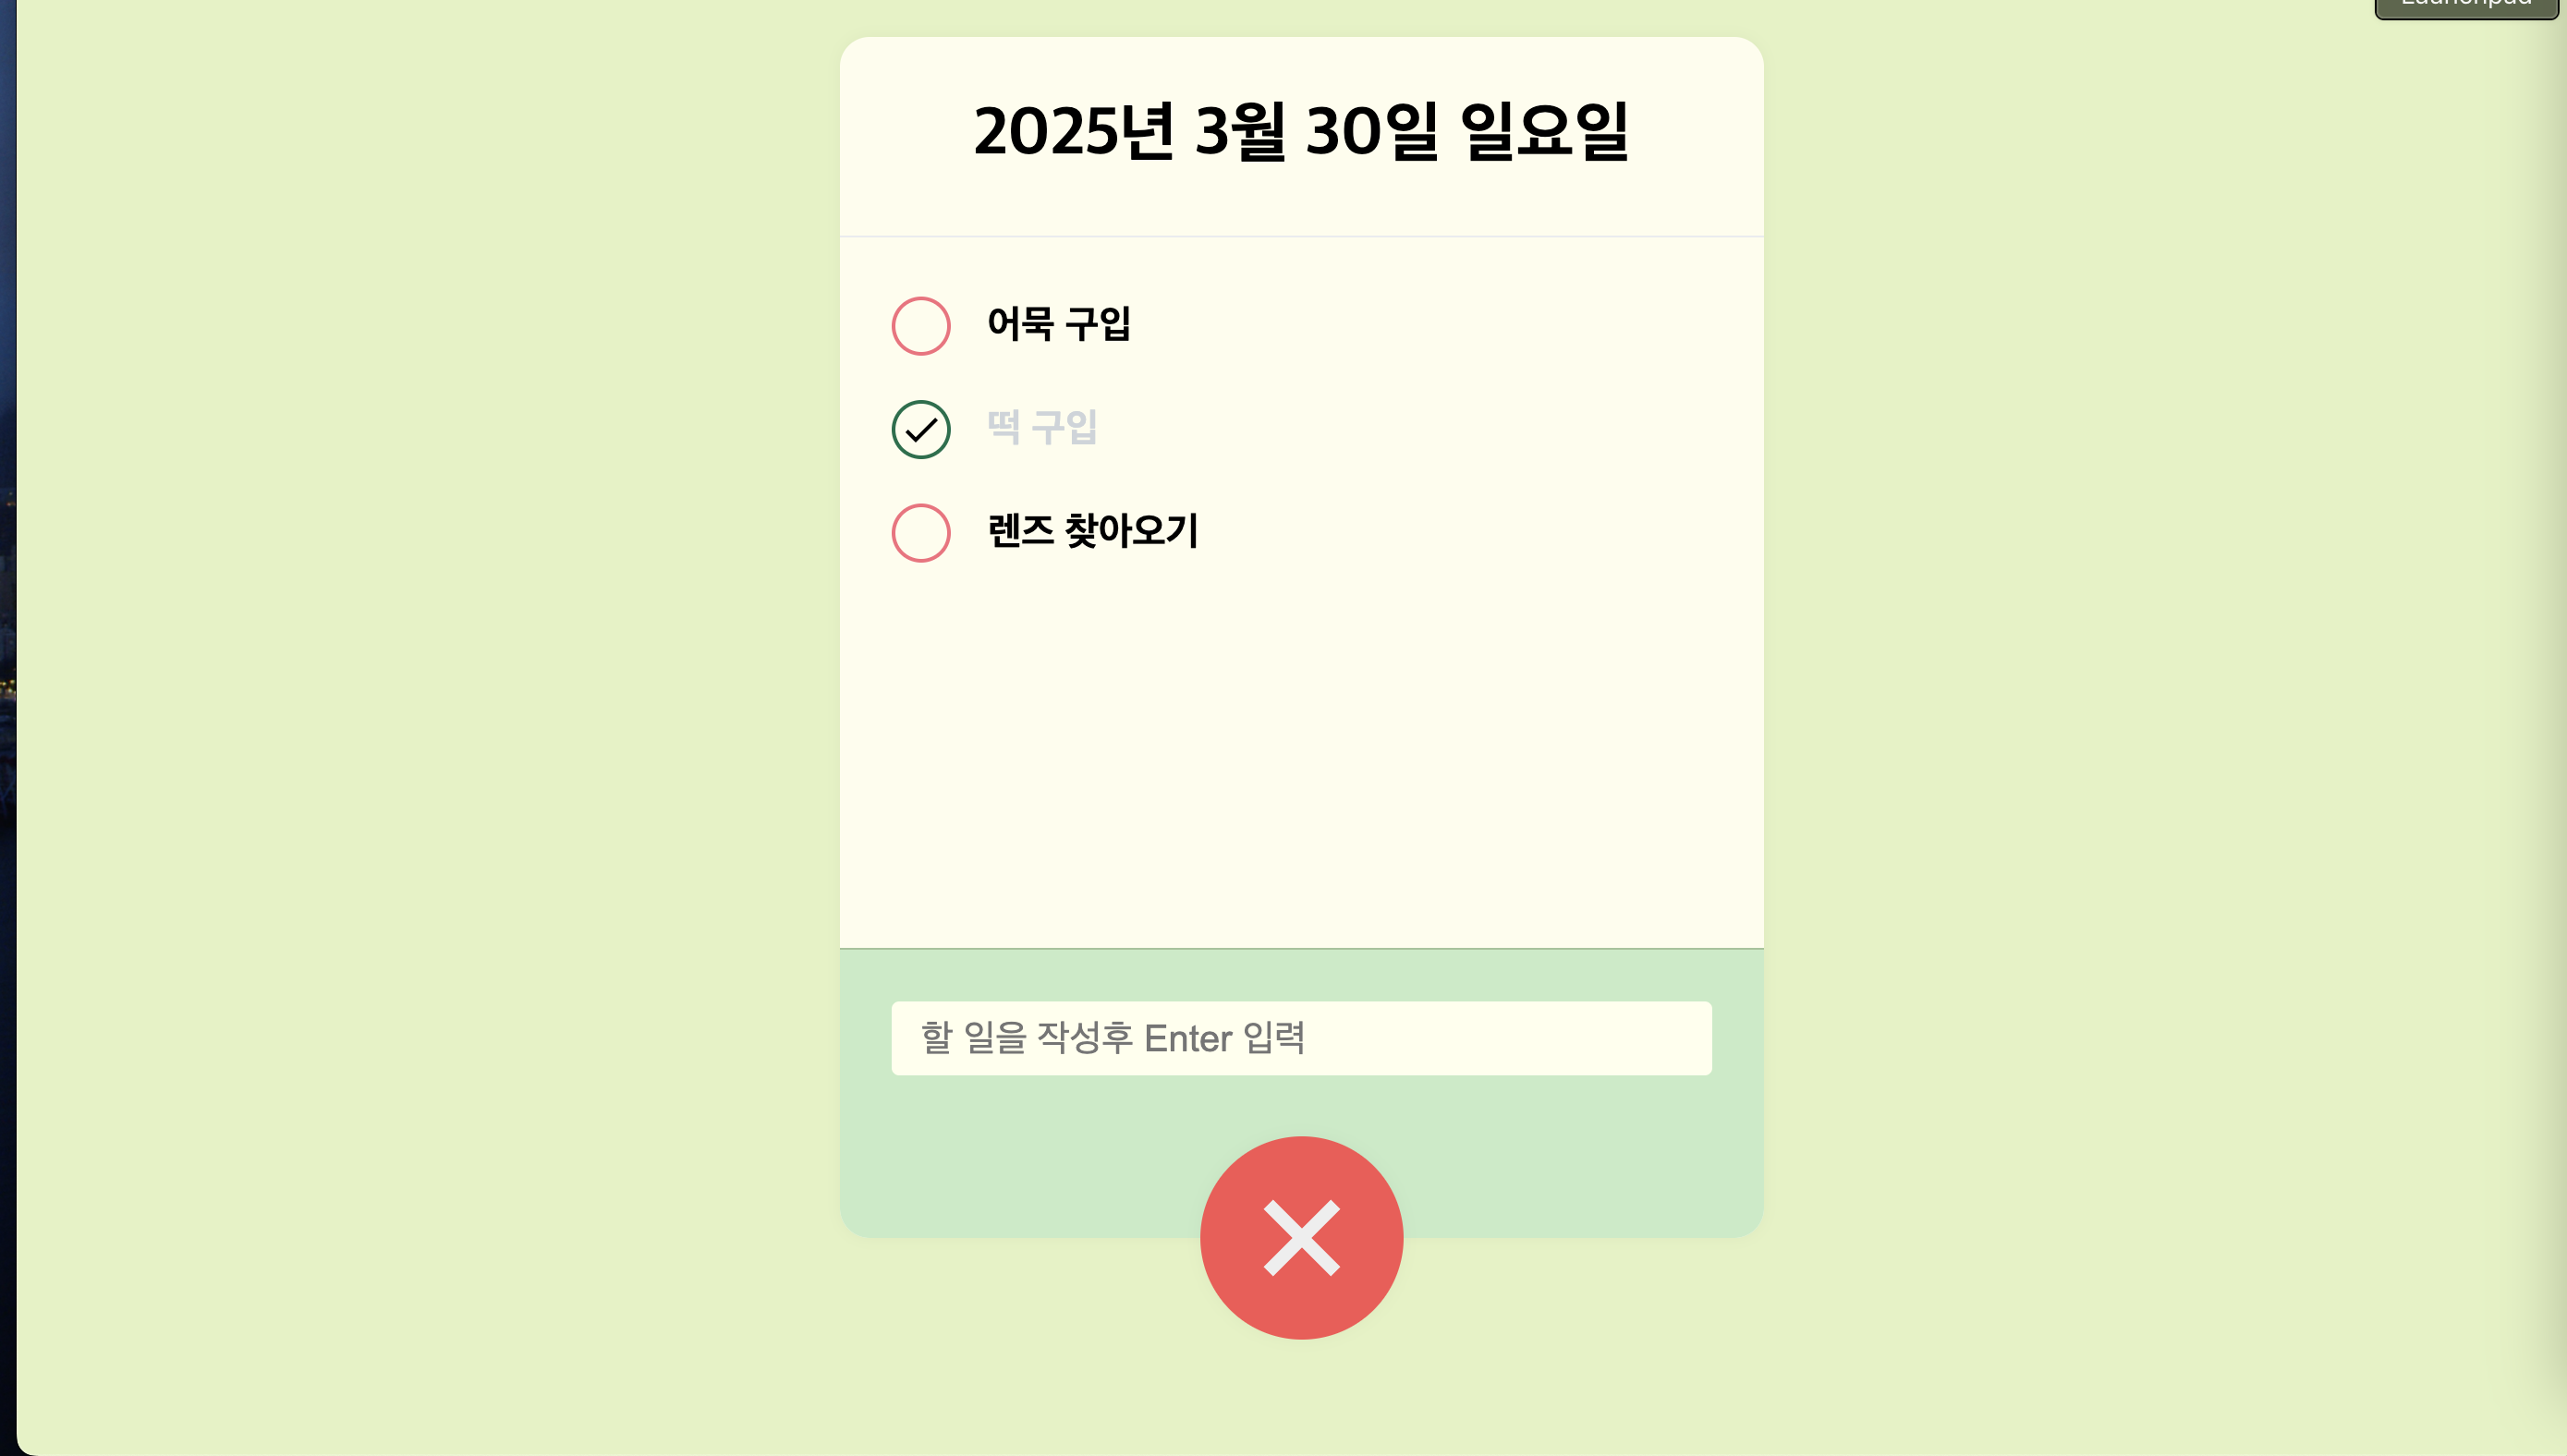 2025년 3월 30일 일요일
어묵 구입
떡 구입
렌즈 찾아오기
할 일을 작성후 Enter 입력